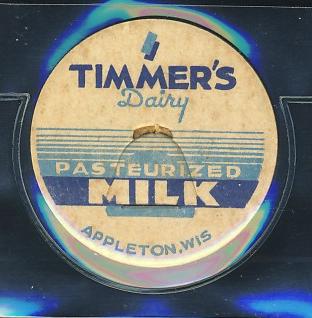 TIMMER'S
Dairy
PASTEURIZED
MILK
APPLETON, WIS